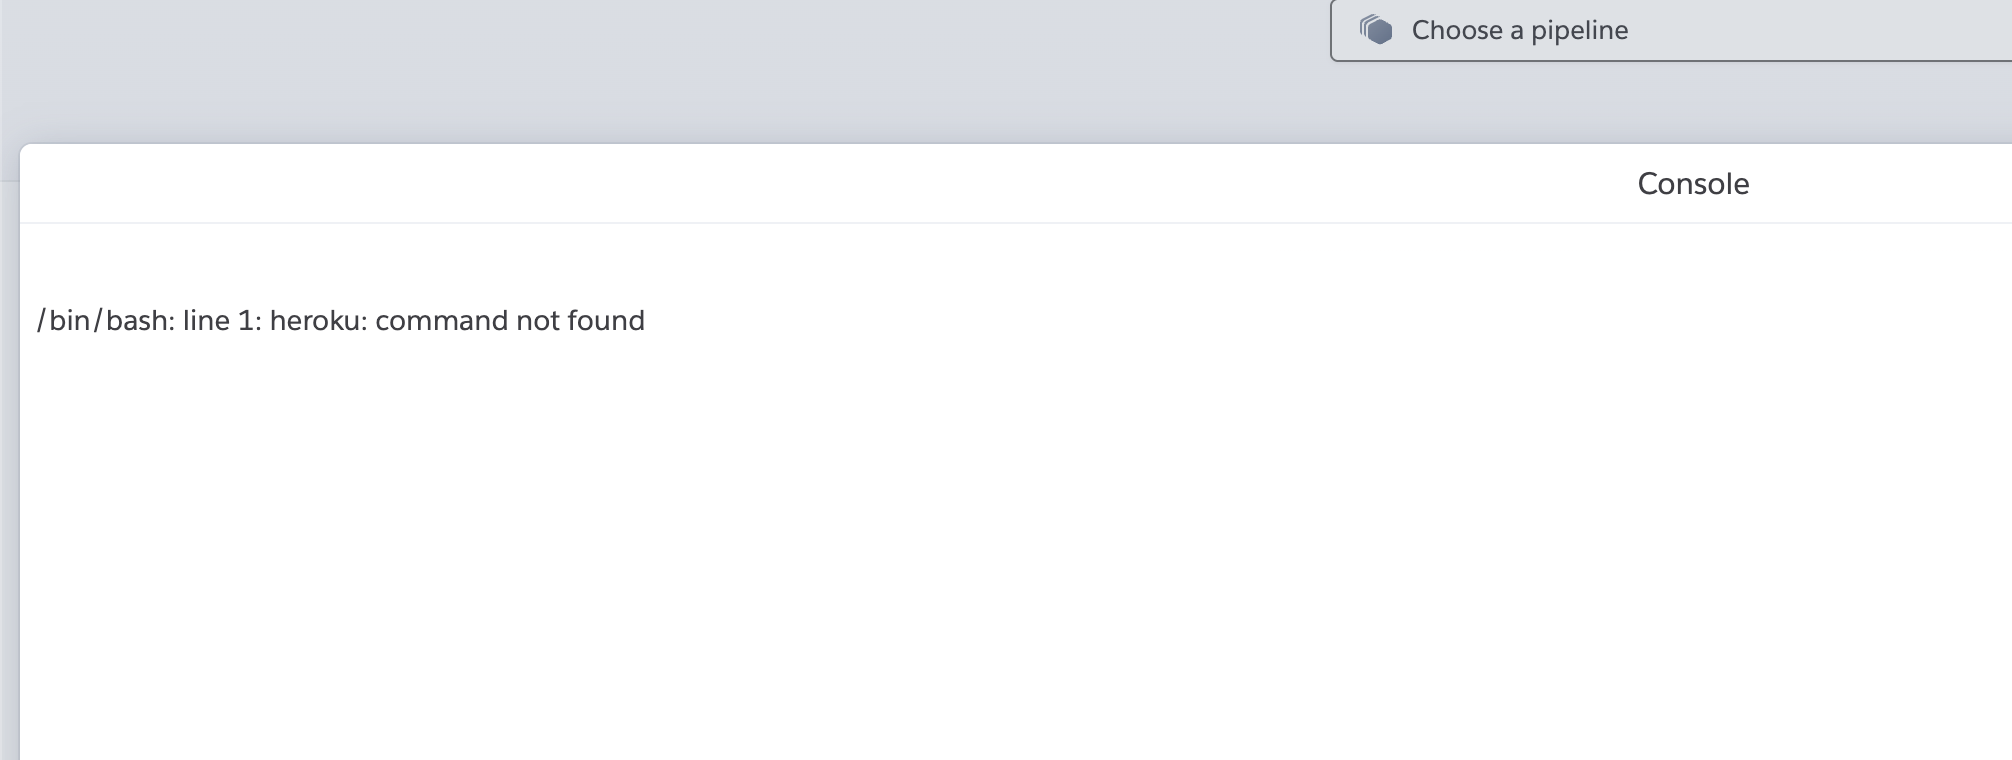 Choose a pipeline
Console
/bin/bash: line 1: heroku: command not found